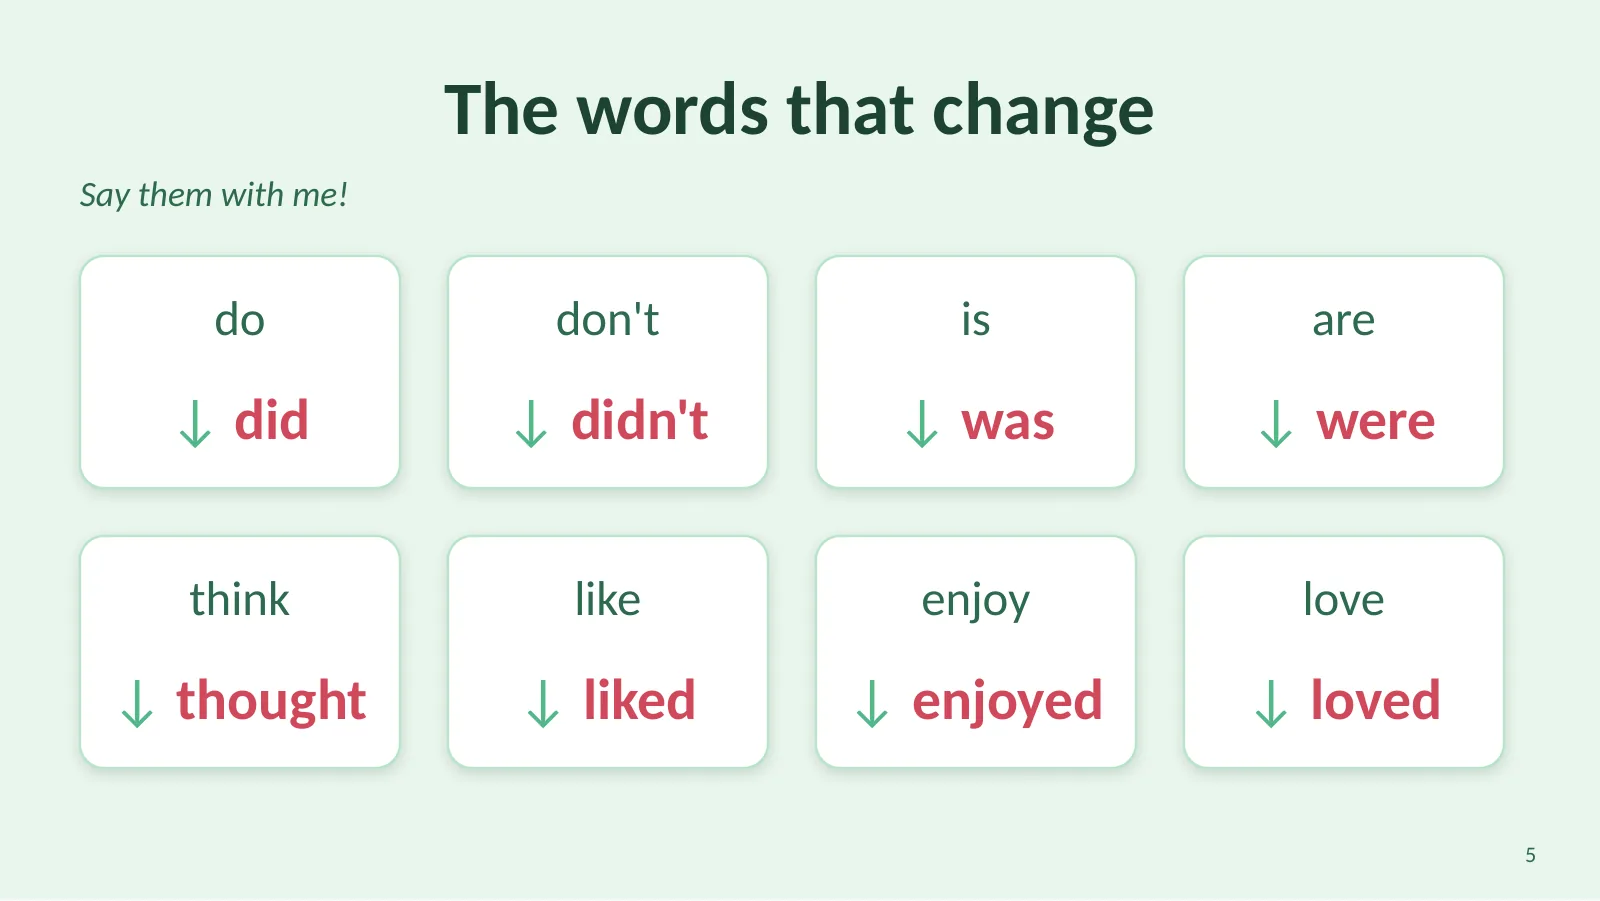 The words that change
Say them with me!
do
↓ did
don't
↓ didn't
is
↓ was
are
↓ were
think
↓ thought
like
↓ liked
enjoy
↓ enjoyed
love
↓ loved
5